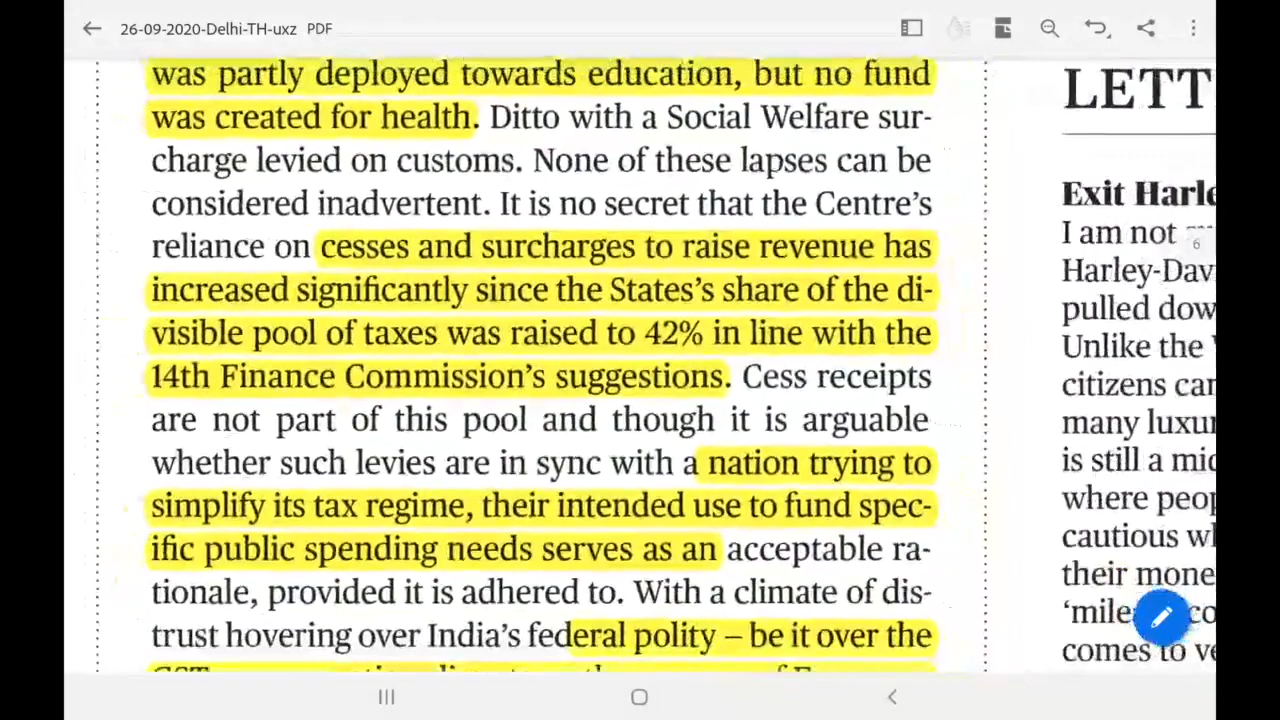 26-09-2020-Delhi-TH-uxz PDF
was partly deployed towards education, but no fund
was created for health. Ditto with a Social Welfare sur-
charge levied on customs. None of these lapses can be
considered inadvertent. It is no secret that the Centre's
reliance on cesses and surcharges to raise revenue has
increased significantly since the States's share of the di-
visible pool of taxes was raised to 42% in line with the
14th Finance Commission's suggestions. Cess receipts
are not part of this pool and though it is arguable
whether such levies are in sync with a nation trying to
simplify its tax regime, their intended use to fund spec-
ific public spending needs serves as an acceptable ra-
tionale, provided it is adhered to. With a climate of dis-
trust hovering over India's federal polity – be it over the
LETT
Exit Harle
I am not
6
Harley-Dav
pulled dow
Unlike the
citizens car
many luxur
is still a mid
where peop
cautious wh
their mone
'mile co
comes to ve